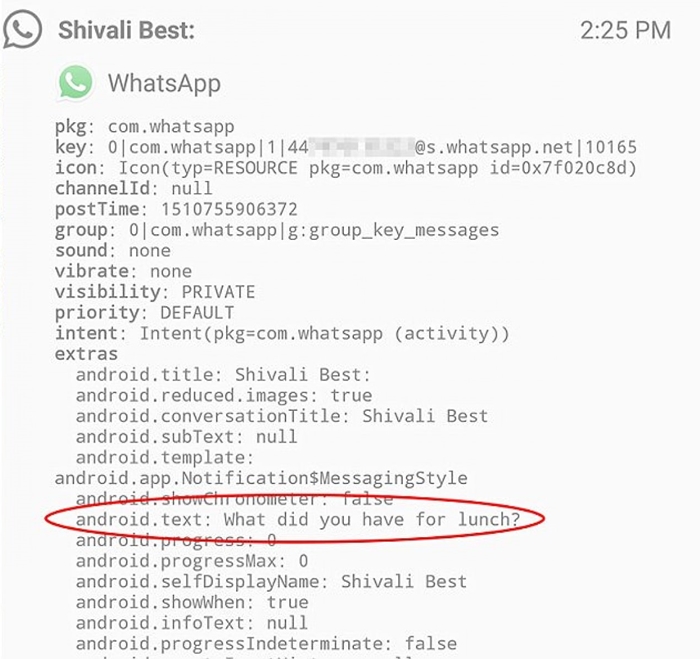 Shivali Best: 2:25 PM
WhatsApp
pkg: com.whatsapp
key: 0|com.whatsapp|1|44 @s.whatsapp.net|10165
icon: Icon(typ=RESOURCE pkg=com.whatsapp id=0x7f020c8d)
channelId: null
postTime: 1510755906372
group: 0|com.whatsapp|g:group_key_messages
sound: none
vibrate: none
visibility: PRIVATE
priority: DEFAULT
intent: Intent(pkg=com.whatsapp (activity))
extras
android.title: Shivali Best:
android.reduced.images: true
android.conversationTitle: Shivali Best
android.subText: null
android.template:
android.app.Notification$MessagingStyle
android.showChronometer: false
android.text: What did you have for lunch?
android.progress: 0
android.progressMax: 0
android.selfDisplayName: Shivali Best
android.showWhen: true
android.infoText: null
android.progressIndeterminate: false